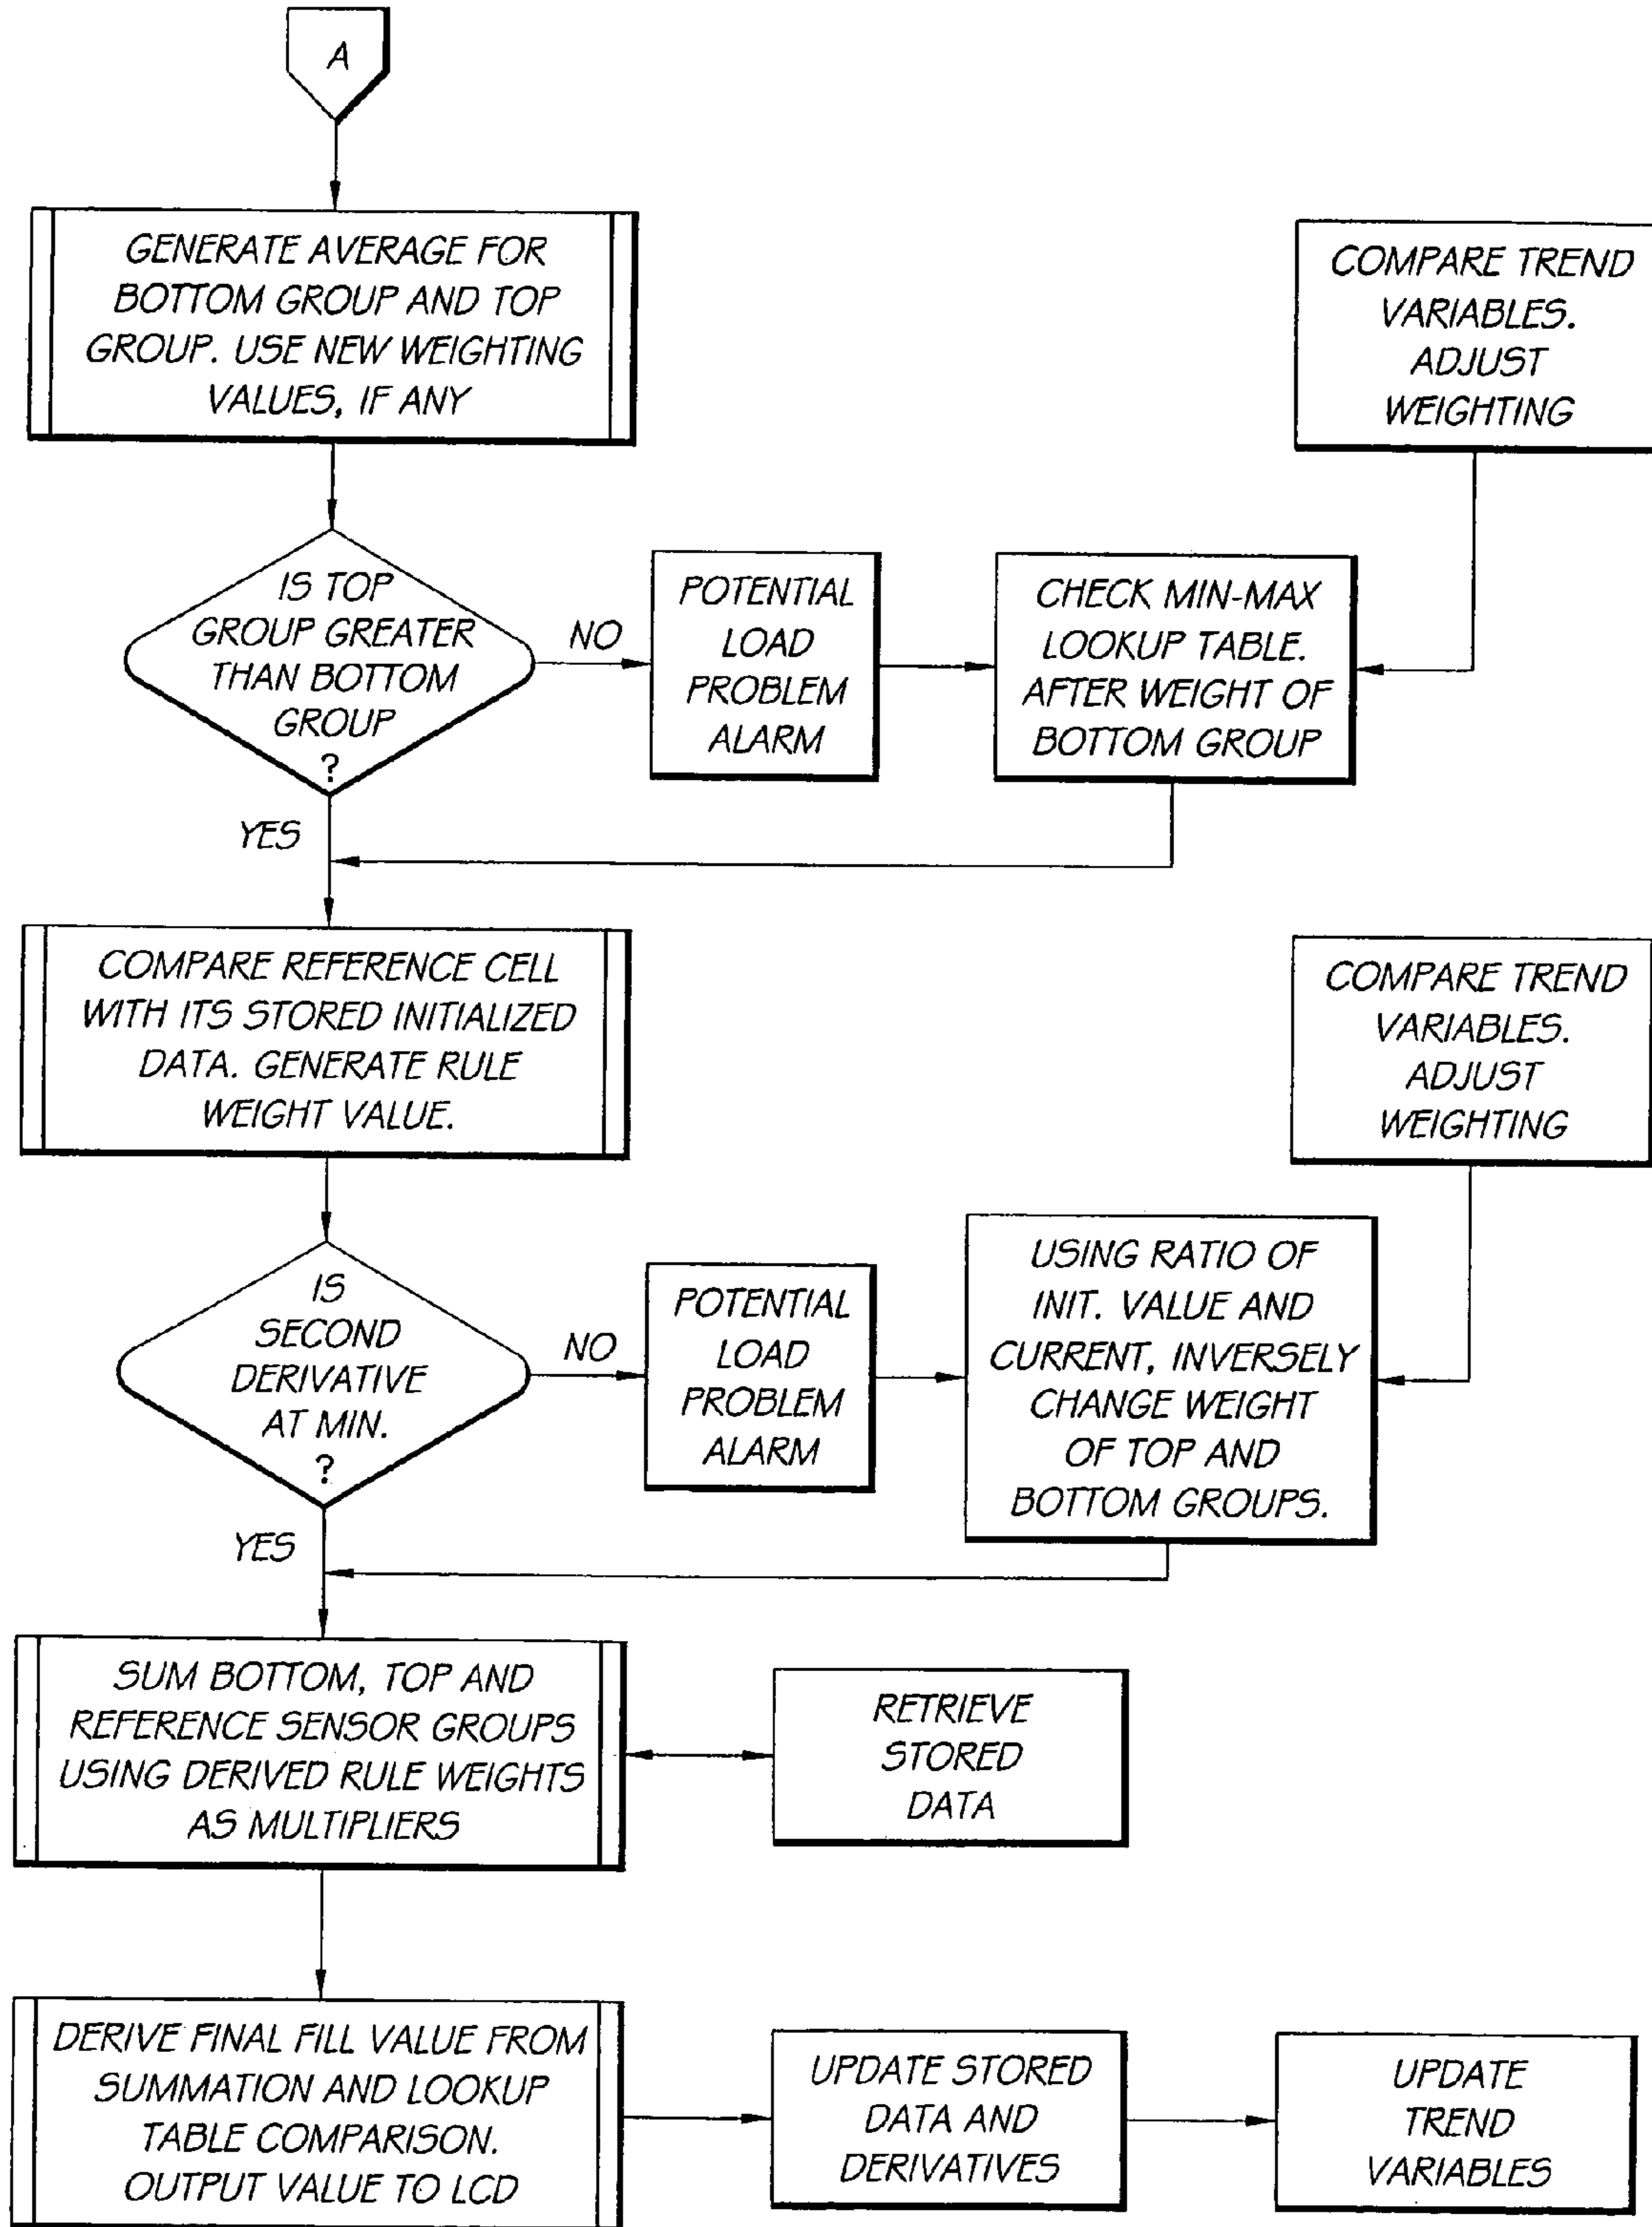 A
GENERATE AVERAGE FOR
BOTTOM GROUP AND TOP
GROUP. USE NEW WEIGHTING
VALUES, IF ANY
COMPARE TREND
VARIABLES.
ADJUST
WEIGHTING
IS TOP
GROUP GREATER
THAN BOTTOM
GROUP
?
NO
POTENTIAL
LOAD
PROBLEM
ALARM
CHECK MIN-MAX
LOOKUP TABLE.
AFTER WEIGHT OF
BOTTOM GROUP
YES
COMPARE REFERENCE CELL
WITH ITS STORED INITIALIZED
DATA. GENERATE RULE
WEIGHT VALUE.
COMPARE TREND
VARIABLES.
ADJUST
WEIGHTING
IS
SECOND
DERIVATIVE
AT MIN.
?
NO
POTENTIAL
LOAD
PROBLEM
ALARM
USING RATIO OF
INIT. VALUE AND
CURRENT, INVERSELY
CHANGE WEIGHT
OF TOP AND
BOTTOM GROUPS.
YES
SUM BOTTOM, TOP AND
REFERENCE SENSOR GROUPS
USING DERIVED RULE WEIGHTS
AS MULTIPLIERS
RETRIEVE
STORED
DATA
DERIVE FINAL FILL VALUE FROM
SUMMATION AND LOOKUP
TABLE COMPARISON.
OUTPUT VALUE TO LCD
UPDATE STORED
DATA AND
DERIVATIVES
UPDATE
TREND
VARIABLES